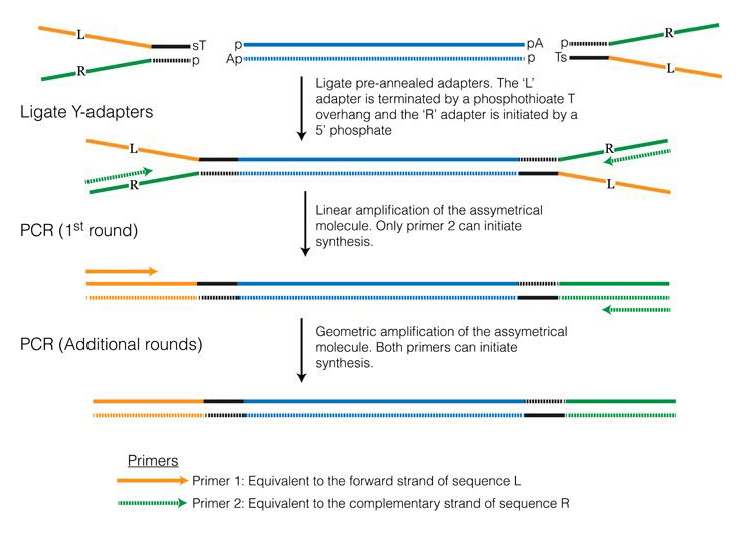 L
R
sT
p
p
Ap
pA
p
p
Ts
R
L
Ligate pre-annealed adapters. The ‘L’
adapter is terminated by a phosphothioate T
overhang and the ‘R’ adapter is initiated by a
5’ phosphate
Ligate Y-adapters
L
R
R
L
Linear amplification of the assymetrical
molecule. Only primer 2 can initiate
synthesis.
PCR (1st round)
Geometric amplification of the assymetrical
molecule. Both primers can initiate
synthesis.
PCR (Additional rounds)
Primers
Primer 1: Equivalent to the forward strand of sequence L
Primer 2: Equivalent to the complementary strand of sequence R